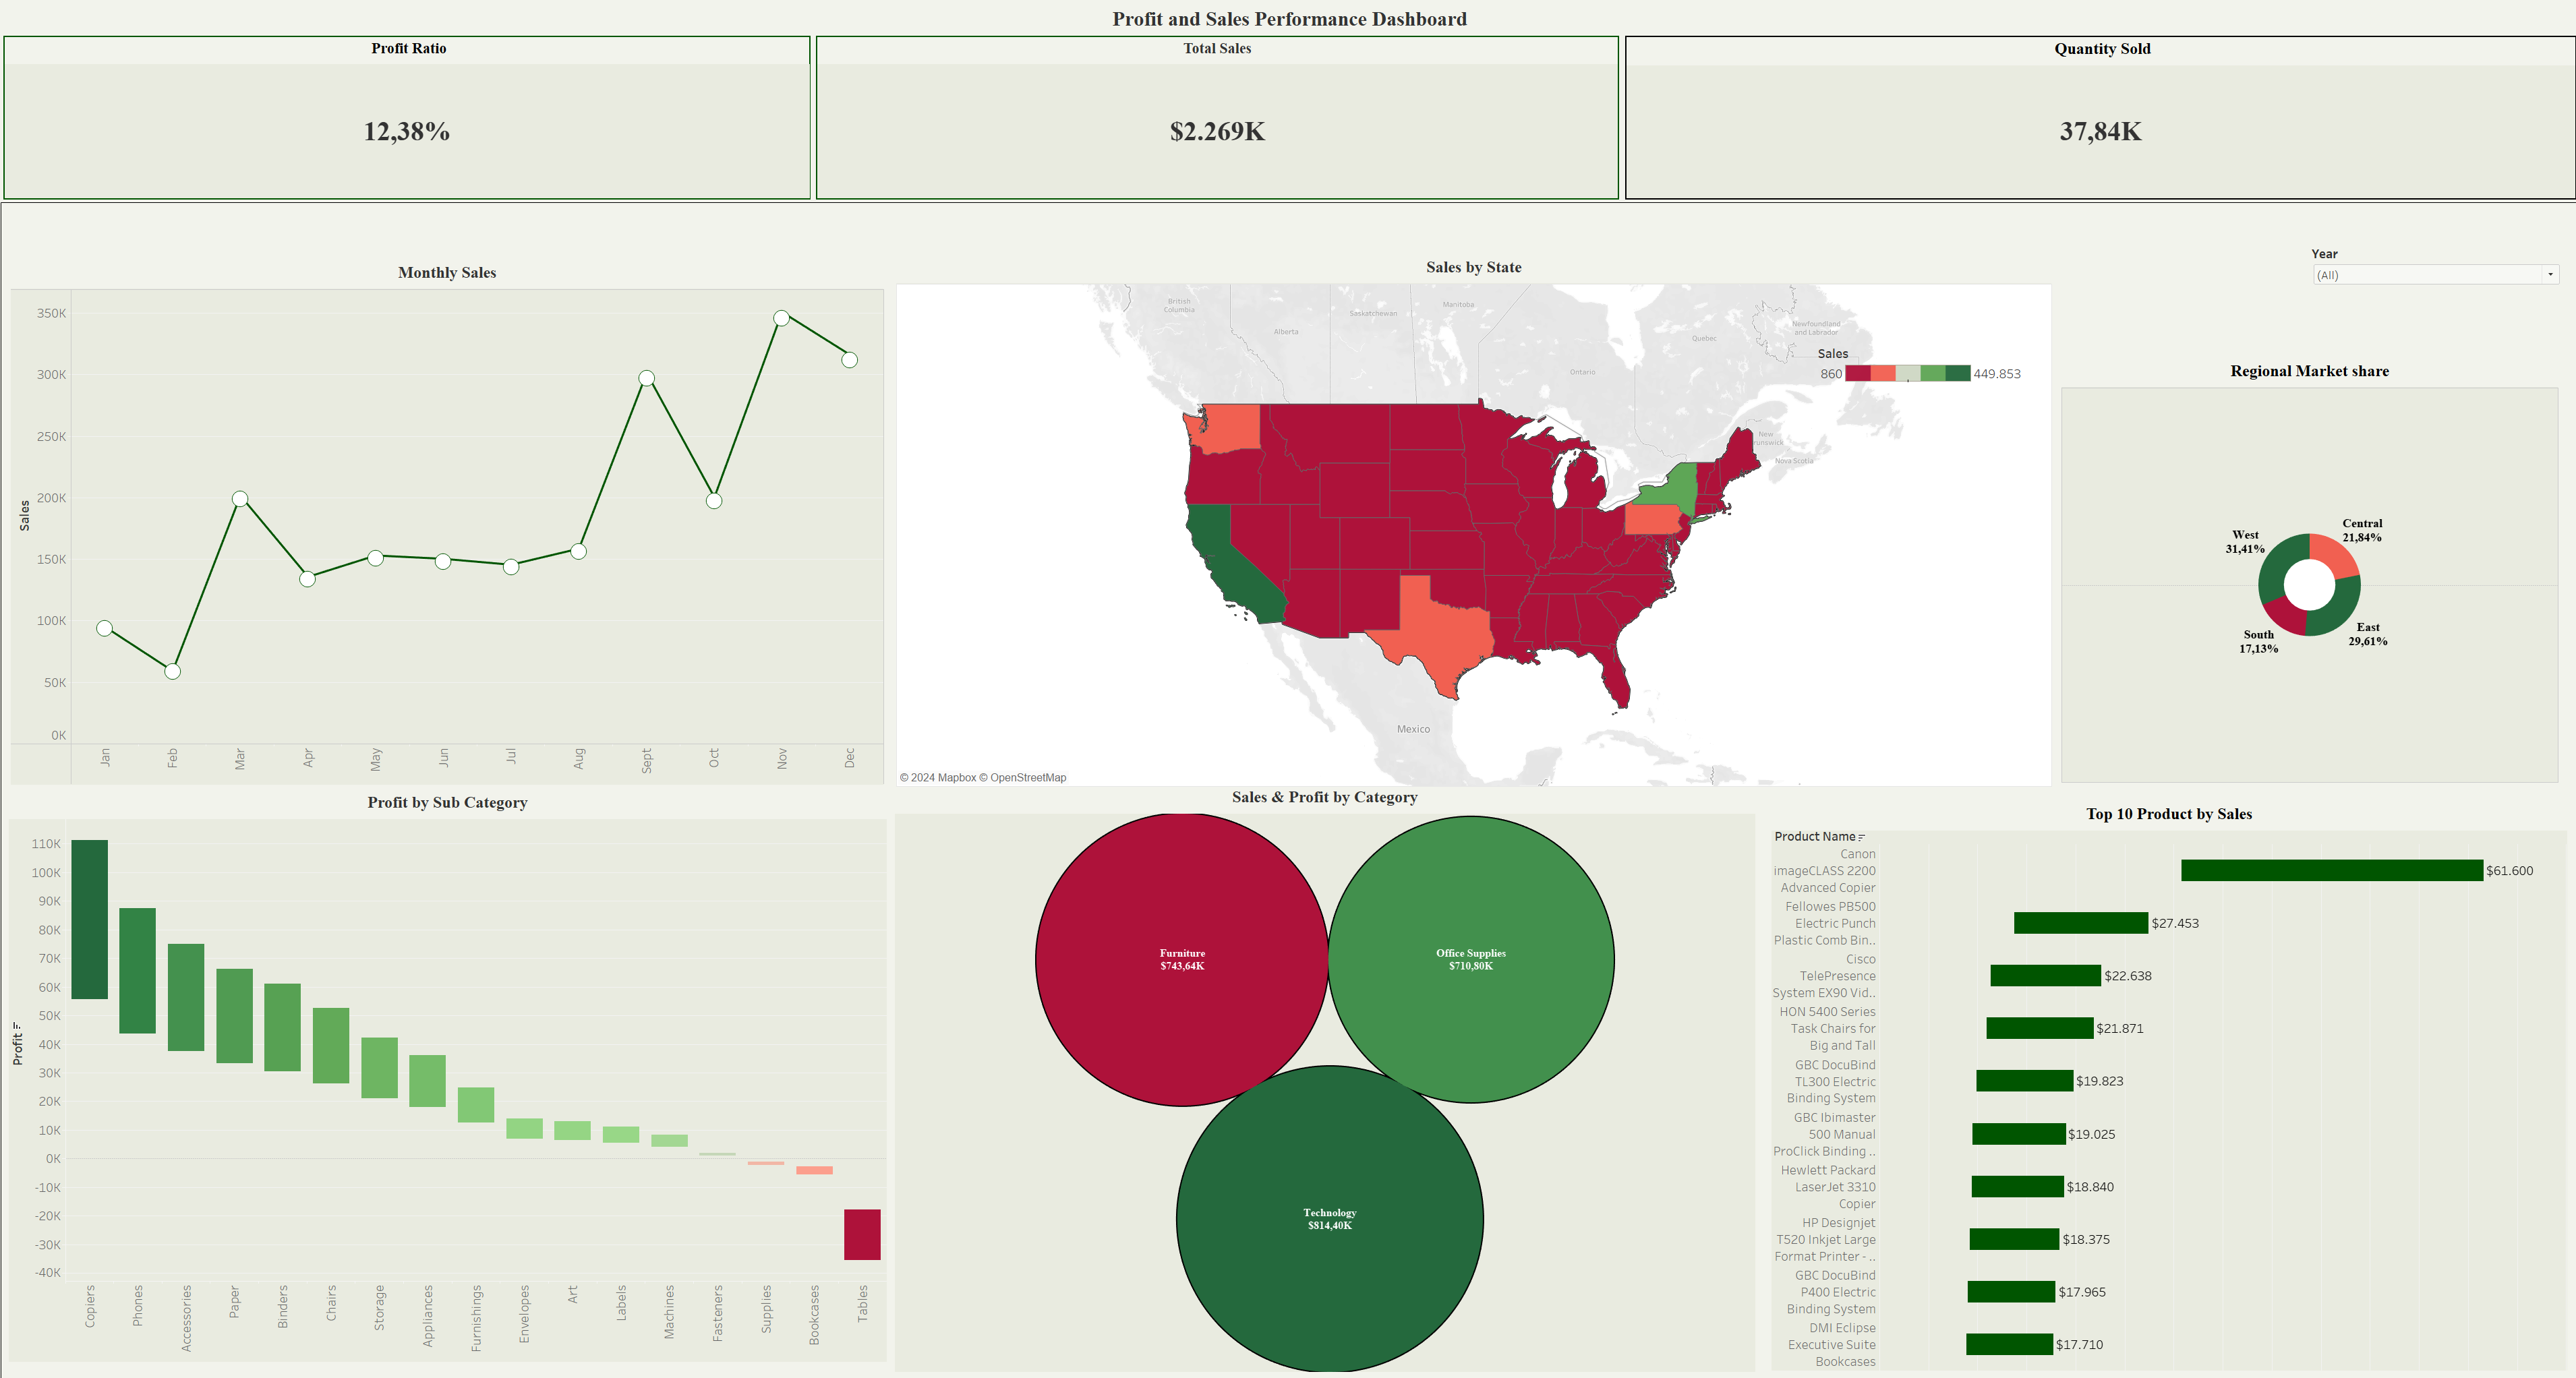 Profit and Sales Performance Dashboard
Profit Ratio
12,38%
Total Sales
$2.269K
Quantity Sold
37,84K
Year
(All)
Monthly Sales
Sales
350K
300K
250K
200K
150K
100K
50K
0K
Jan
Feb
Mar
Apr
May
Jun
Jul
Aug
Sept
Oct
Nov
Dec
Sales by State
British
Columbia
Alberta
Saskatchewan
Manitoba
Ontario
Quebec
Newfoundland
and Labrador
New
Nova Scotia
Mexico
Sales
860
449.853
© 2024 Mapbox © OpenStreetMap
Regional Market share
West
31,41%
Central
21,84%
South
17,13%
East
29,61%
Profit by Sub Category
Profit
110K
100K
90K
80K
70K
60K
50K
40K
30K
20K
10K
0K
-10K
-20K
-30K
-40K
Copiers
Phones
Accessories
Paper
Binders
Chairs
Storage
Appliances
Furnishings
Envelopes
Art
Labels
Machines
Fasteners
Supplies
Bookcases
Tables
Sales & Profit by Category
Furniture
$743,64K
Office Supplies
$710,80K
Technology
$814,40K
Top 10 Product by Sales
Product Name
Canon
imageCLASS 2200
Advanced Copier
$61.600
Fellowes PB500
Electric Punch
Plastic Comb Bin..
$27.453
Cisco
TelePresence
System EX90 Vid..
$22.638
HON 5400 Series
Task Chairs for
Big and Tall
$21.871
GBC DocuBind
TL300 Electric
Binding System
$19.823
GBC Ibimaster
500 Manual
ProClick Binding ..
$19.025
Hewlett Packard
LaserJet 3310
Copier
$18.840
HP Designjet
T520 Inkjet Large
Format Printer - ..
$18.375
GBC DocuBind
P400 Electric
Binding System
$17.965
DMI Eclipse
Executive Suite
Bookcases
$17.710